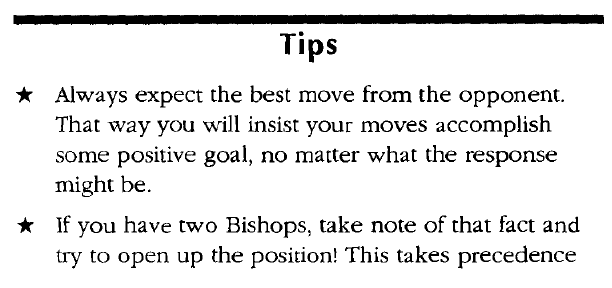 Tips
★ Always expect the best move from the opponent.
That way you will insist your moves accomplish
some positive goal, no matter what the response
might be.
★ If you have two Bishops, take note of that fact and
try to open up the position! This takes precedence